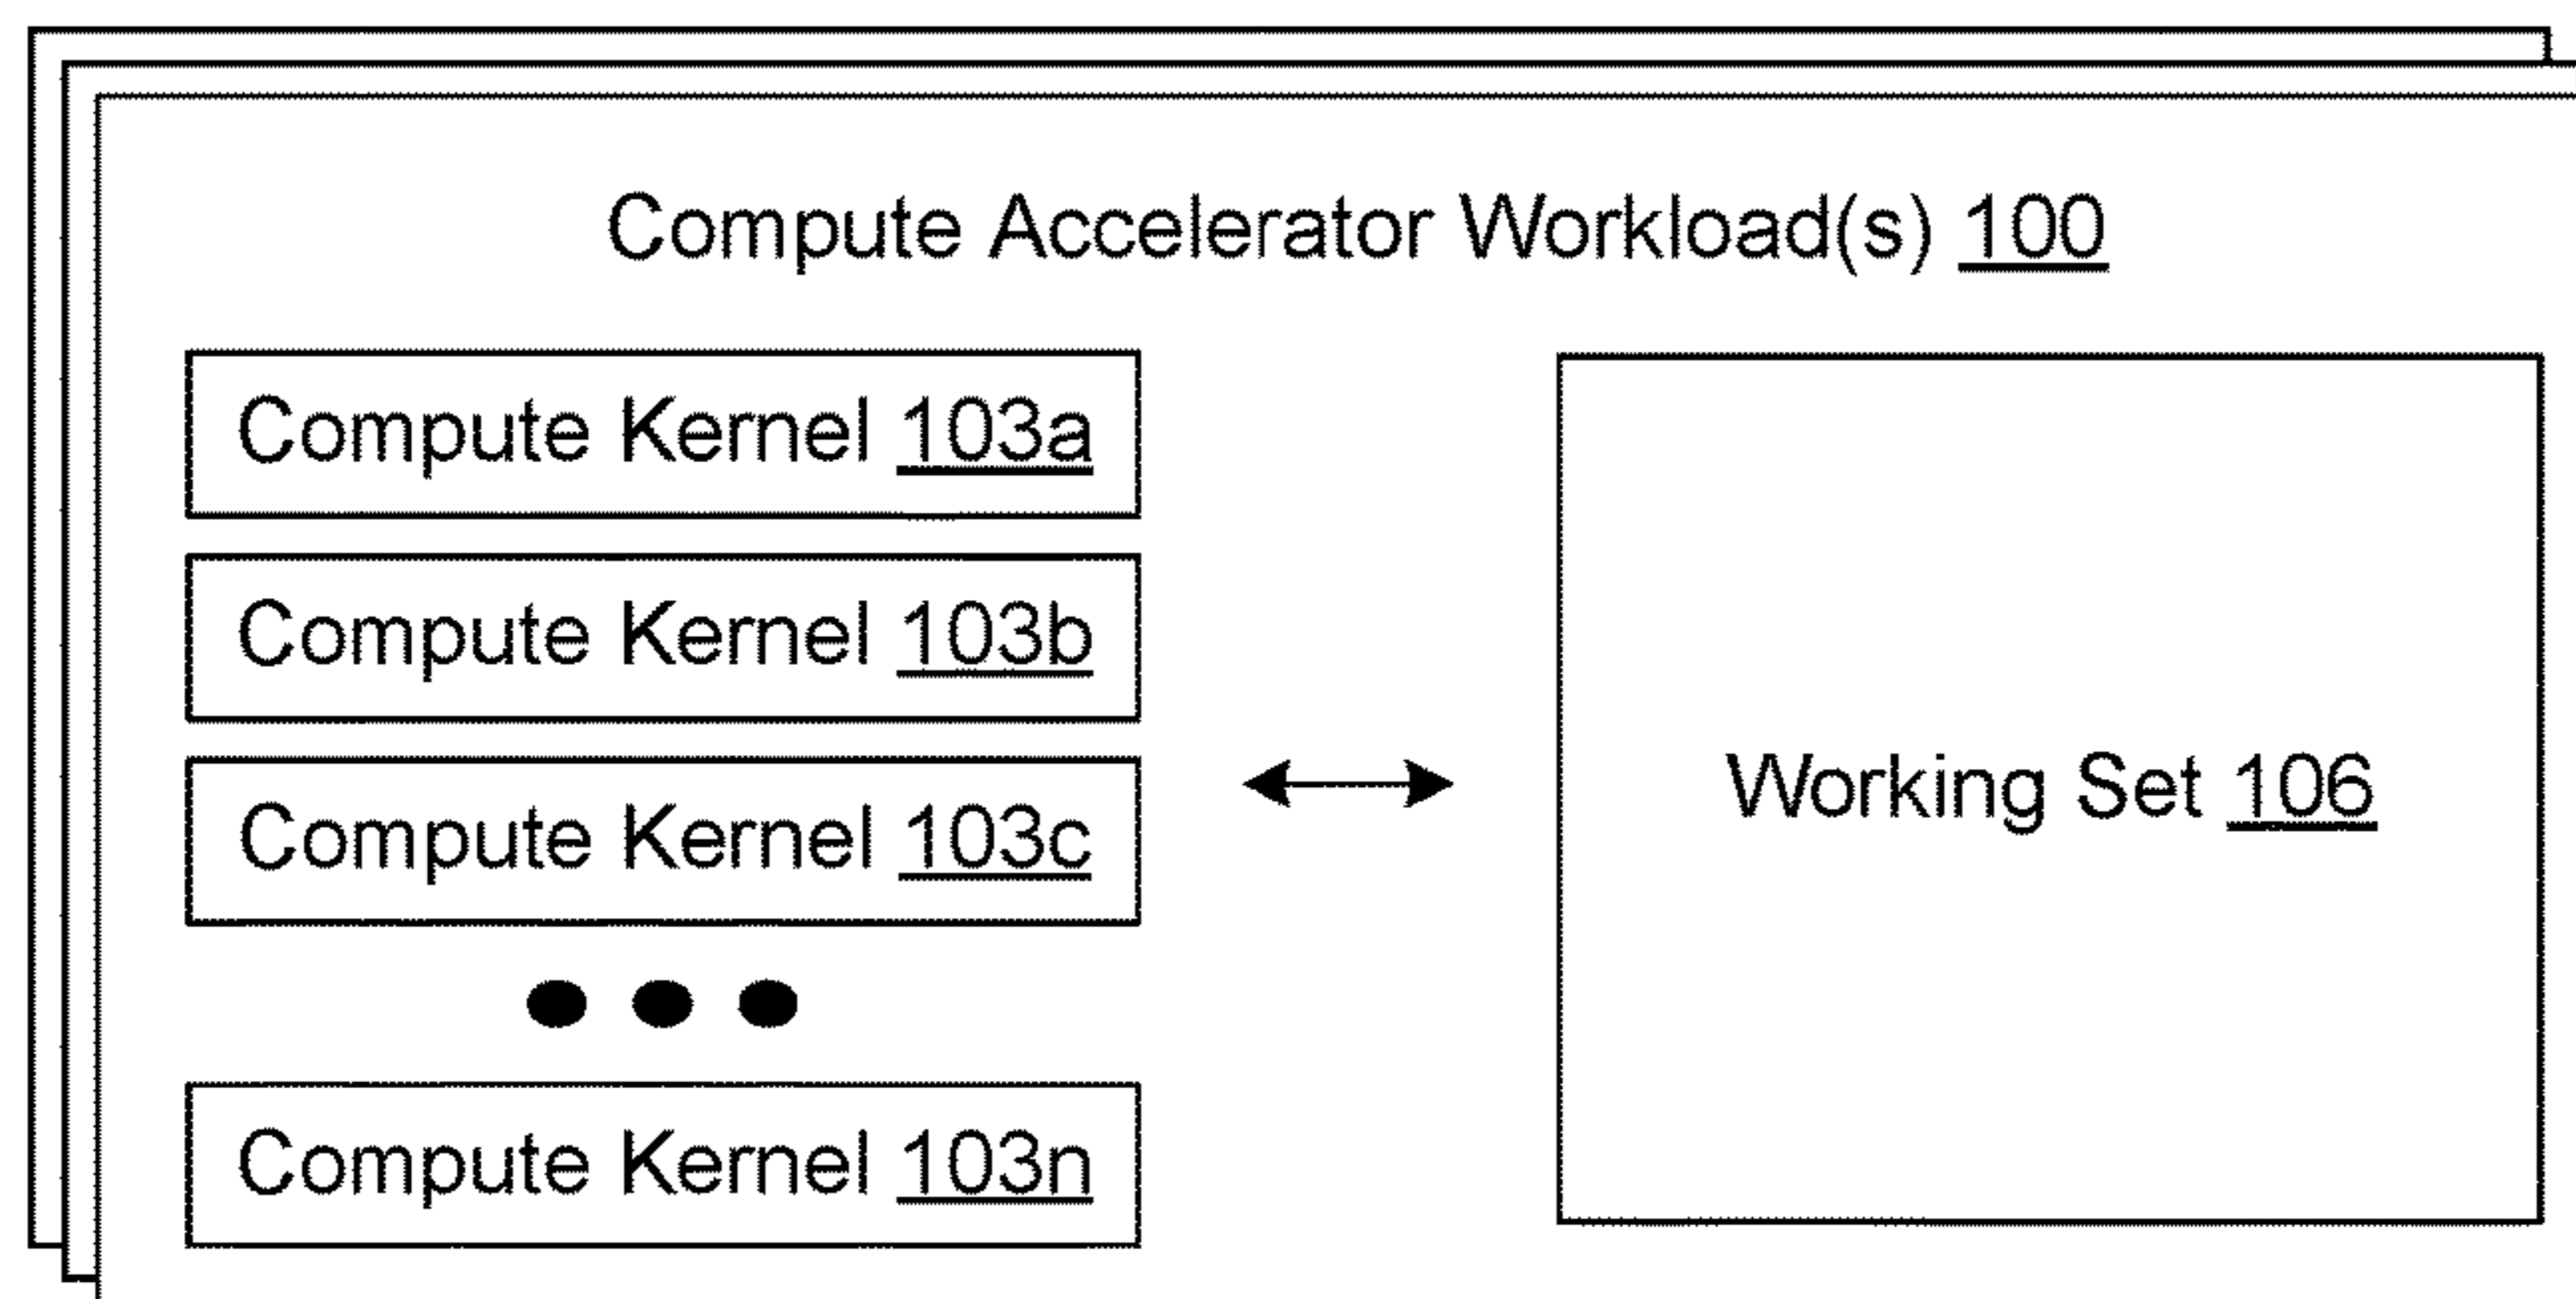 Compute Accelerator Workload(s) 100
Compute Kernel 103a
Compute Kernel 103b
Compute Kernel 103c
Working Set 106
Compute Kernel 103n